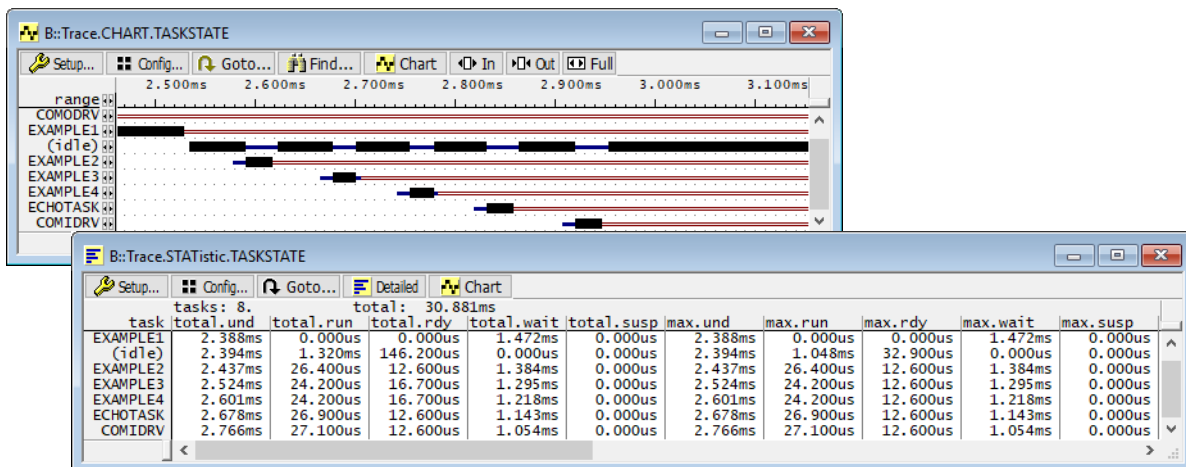 B::Trace.CHART.TASKSTATE
Setup... Config... Goto... Find... Chart In Out Full
2.500ms 2.600ms 2.700ms 2.800ms 2.900ms 3.000ms 3.100ms
range
COMODRV
EXAMPLE1
(idle)
EXAMPLE2
EXAMPLE3
EXAMPLE4
ECHOTASK
COMIDRV
B::Trace.STATistic.TASKSTATE
Setup... Config... Goto... Detailed Chart
tasks: 8. total: 30.881ms
task total.und total.run total.rdy total.wait total.susp max.und max.run max.rdy max.wait max.susp
EXAMPLE1 2.388ms 0.000us 0.000us 1.472ms 0.000us 2.388ms 0.000us 0.000us 1.472ms 0.000us
(idle) 2.394ms 1.320ms 146.200us 0.000us 0.000us 2.394ms 1.048ms 32.900us 0.000us 0.000us
EXAMPLE2 2.437ms 26.400us 12.600us 1.384ms 0.000us 2.437ms 26.400us 12.600us 1.384ms 0.000us
EXAMPLE3 2.524ms 24.200us 16.700us 1.295ms 0.000us 2.524ms 24.200us 16.700us 1.295ms 0.000us
EXAMPLE4 2.601ms 24.200us 16.700us 1.218ms 0.000us 2.601ms 24.200us 16.700us 1.218ms 0.000us
ECHOTASK 2.678ms 26.900us 12.600us 1.143ms 0.000us 2.678ms 26.900us 12.600us 1.143ms 0.000us
COMIDRV 2.766ms 27.100us 12.600us 1.054ms 0.000us 2.766ms 27.100us 12.600us 1.054ms 0.000us